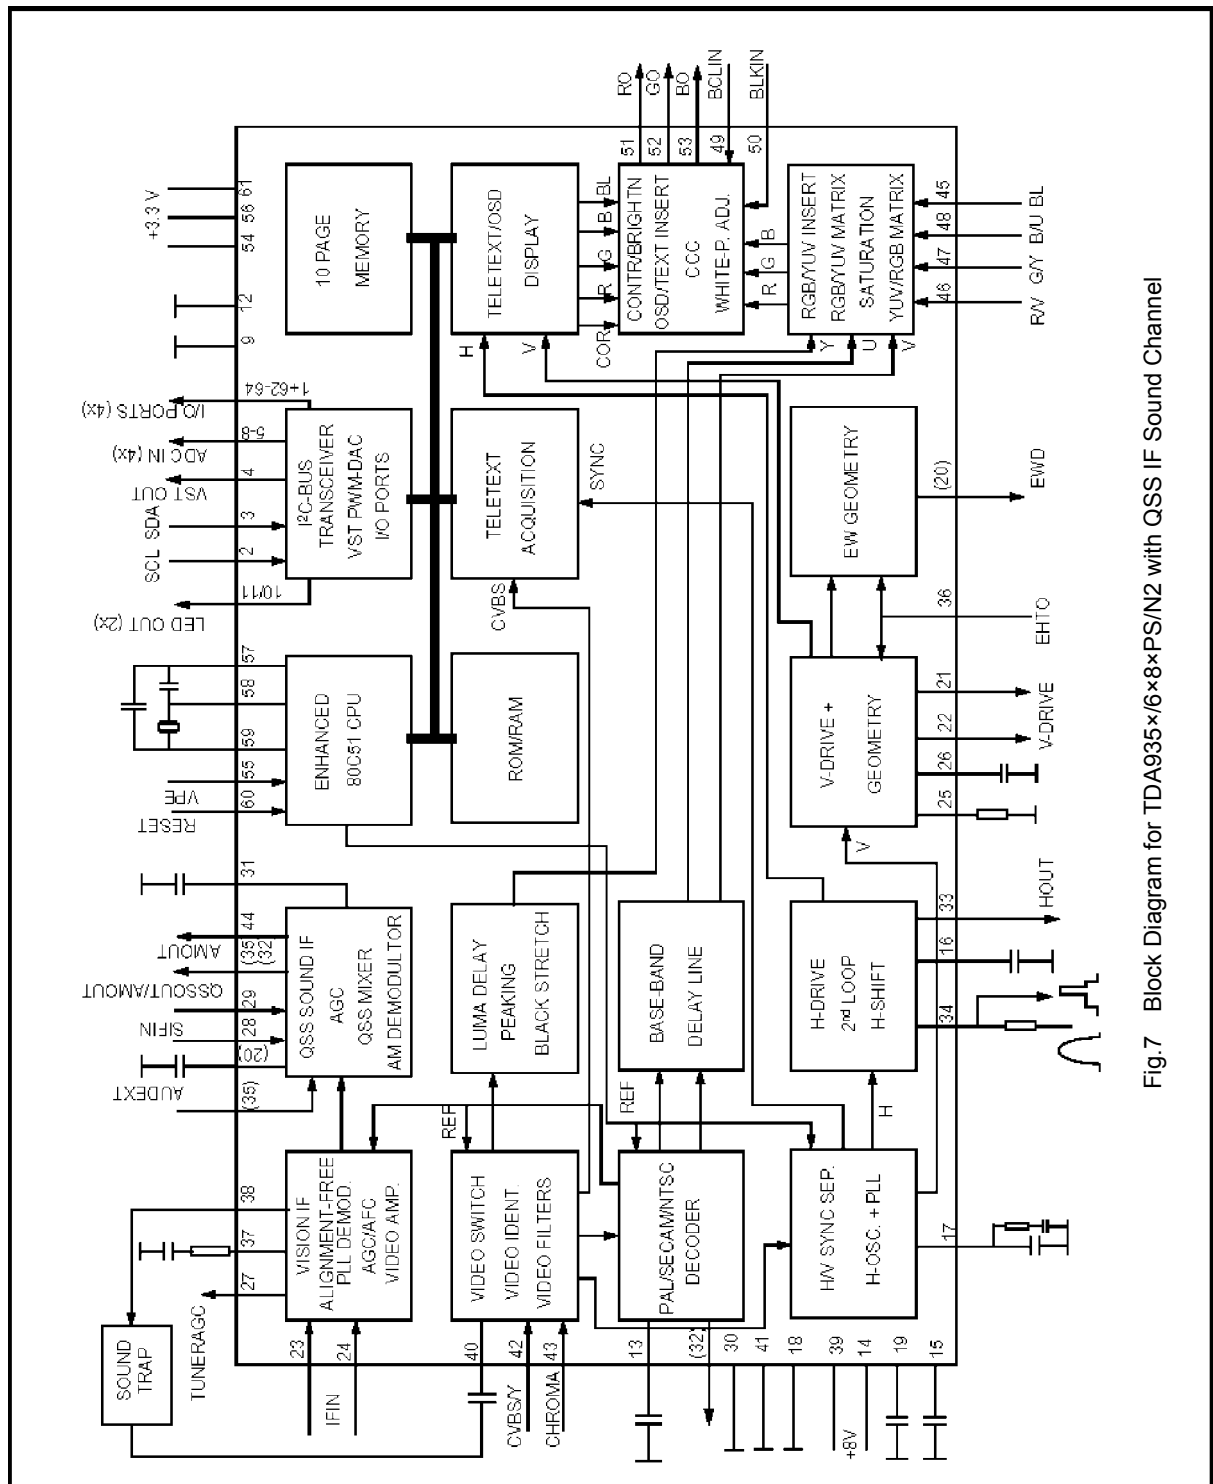 +3.3 V
54
56
61
12
9
I/O PORTS (4x)
1+62-64
ADC IN (4x)
5-8
VST OUT
4
SCL SDA
3
2
LED OUT (2x)
10/11
57
58
59
55
VPE
60
RESET
31
44
AMOUT
(35)
(32)
QSSOUT/AMOUT
29
SIFIN
28
(20)
AUDEXT
(35)
38
37
27
TUNERAGC
SOUND
TRAP
10 PAGE
MEMORY
I²C-BUS
TRANSCEIVER
VST PWM-DAC
I/O PORTS
ENHANCED
80C51 CPU
QSS SOUND IF
AGC
QSS MIXER
AM DEMODULTOR
VISION IF
ALIGNMENT-FREE
PLL DEMOD.
AGC/AFC
VIDEO AMP.
23
24
IFIN
TELETEXT/OSD
DISPLAY
H
V
TELETEXT
ACQUISITION
SYNC
CVBS
ROM/RAM
LUMA DELAY
PEAKING
BLACK STRETCH
REF
VIDEO SWITCH
VIDEO IDENT.
VIDEO FILTERS
40
42
43
CVBS/Y
CHROMA
RO
GO
BO
BCLIN
BLKIN
51
52
53
49
50
COR
R
G
B
BL
CONTR/BRIGHTN
OSD/TEXT INSERT
CCC
WHITE-P. ADJ.
R
G
B
BASE-BAND
DELAY LINE
REF
PAL/SECAM/NTSC
DECODER
13
(32)
30
41
18
39
14
19
15
+8V
RGB/YUV INSERT
RGB/YUV MATRIX
SATURATION
YUV/RGB MATRIX
Y
U
V
46
47
48
45
R/V G/Y B/U BL
EW GEOMETRY
(20)
EWD
36
EHTO
V-DRIVE +
GEOMETRY
V
21
22
26
25
V-DRIVE
H-DRIVE
2nd LOOP
H-SHIFT
33
16
34
HOUT
H
H/V SYNC SEP.
H-OSC. + PLL
17
Fig.7 Block Diagram for TDA935×/6×8×PS/N2 with QSS IF Sound Channel